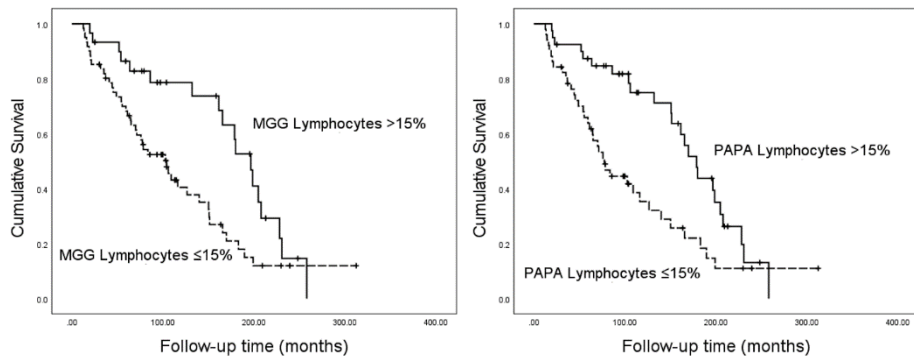 1.0
0.8
0.6
0.4
0.2
0.0
Cumulative Survival
MGG Lymphocytes >15%
MGG Lymphocytes ≤15%
.00 100.00 200.00 300.00 400.00
Follow-up time (months)
1.0
0.8
0.6
0.4
0.2
0.0
Cumulative Survival
PAPA Lymphocytes >15%
PAPA Lymphocytes ≤15%
.00 100.00 200.00 300.00 400.00
Follow-up time (months)